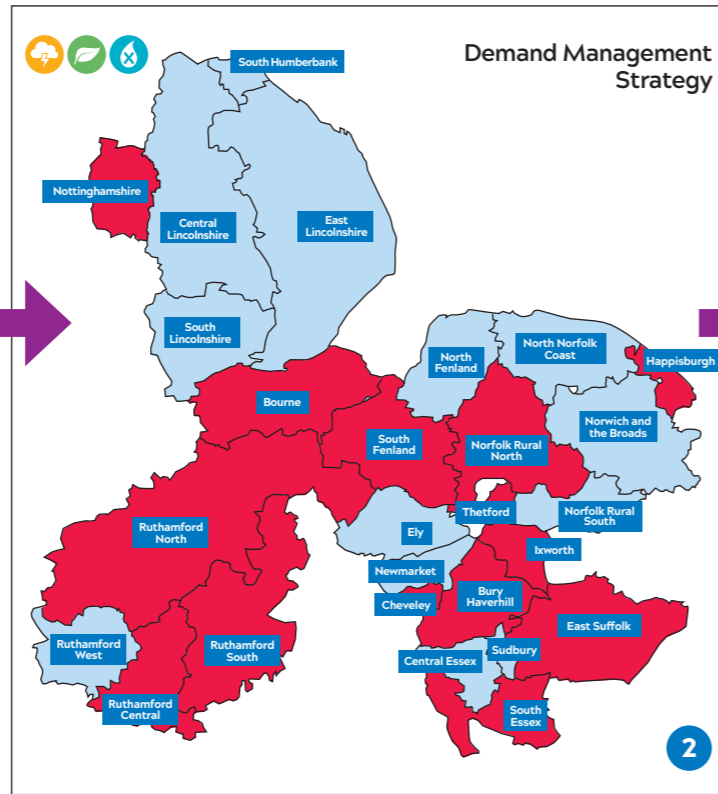 Demand Management
Strategy
South Humberbank
Nottinghamshire
Central
Lincolnshire
East
Lincolnshire
South
Lincolnshire
North
Fenland
North Norfolk
Coast
Happisburgh
Bourne
South
Fenland
Norfolk Rural
North
Norwich and
the Broads
Ruthamford
North
Thetford
Norfolk Rural
South
Ely
Ixworth
Newmarket
Cheveley
Bury
Haverhill
East Suffolk
Ruthamford
West
Ruthamford
South
Central Essex
Sudbury
Ruthamford
Central
South
Essex
2